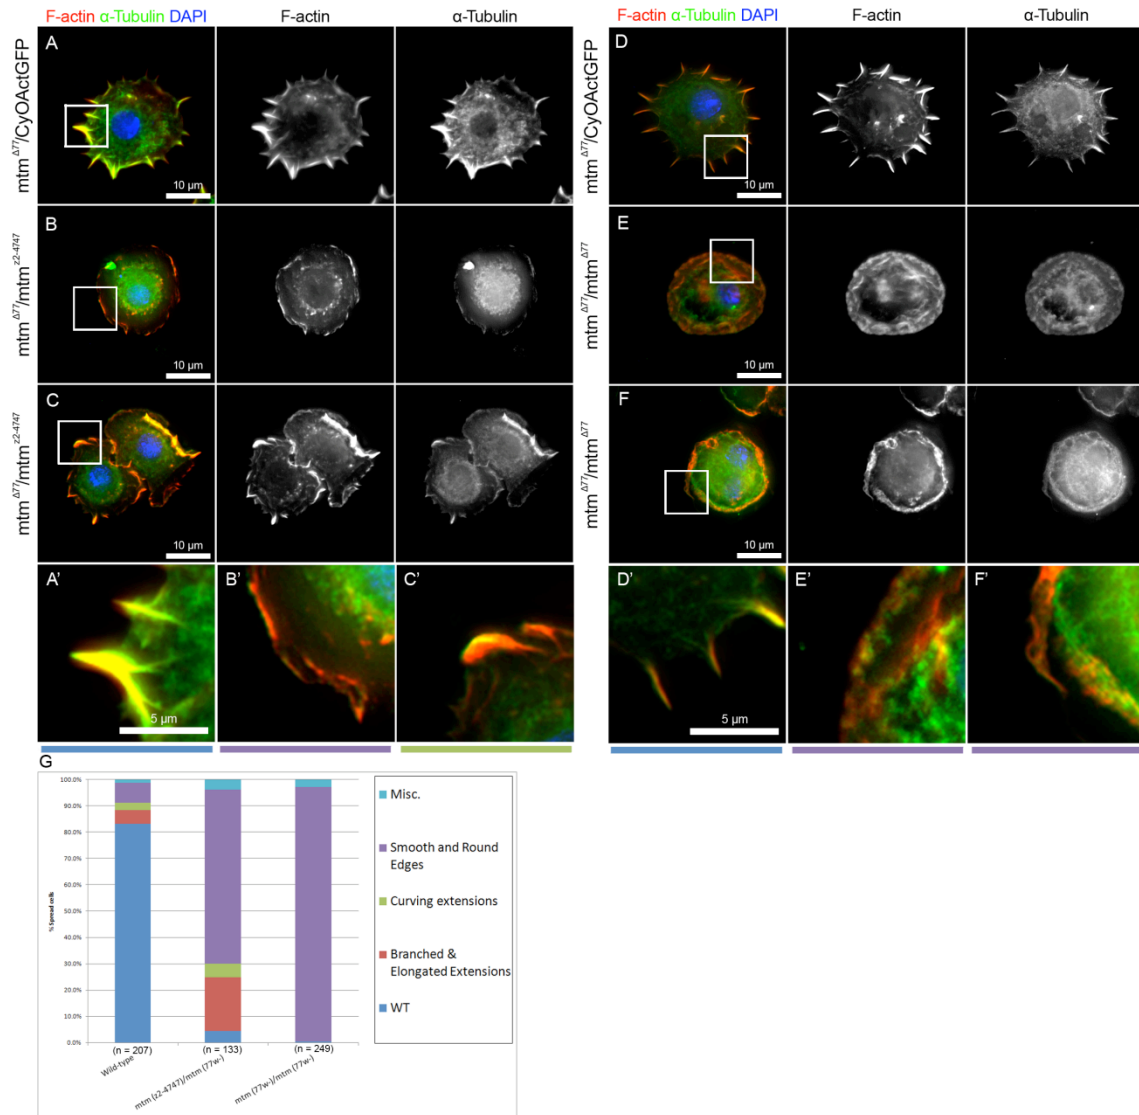 F-actin α-Tubulin DAPI
F-actin
α-Tubulin
F-actin α-Tubulin DAPI
F-actin
α-Tubulin
mtm Δ77/CyOActGFP
A
10 µm
mtm Δ77/CyOActGFP
D
10 µm
mtm Δ77/mtm z2-4747
B
10 µm
mtm Δ77/mtm Δ77
E
10 µm
mtm Δ77/mtm z2-4747
C
10 µm
mtm Δ77/mtm Δ77
F
10 µm
A’
5 µm
B’
C’
D’
5 µm
E’
F’
G
% Spread cells
100.0%
90.0%
80.0%
70.0%
60.0%
50.0%
40.0%
30.0%
20.0%
10.0%
0.0%
(n = 207)
(n = 133)
(n = 249)
Wild-type
mtm (z2-4747)/mtm (77w-)
mtm (77w-)/mtm (77w-)
Misc.
Smooth and Round
Edges
Curving extensions
Branched &
Elongated Extensions
WT